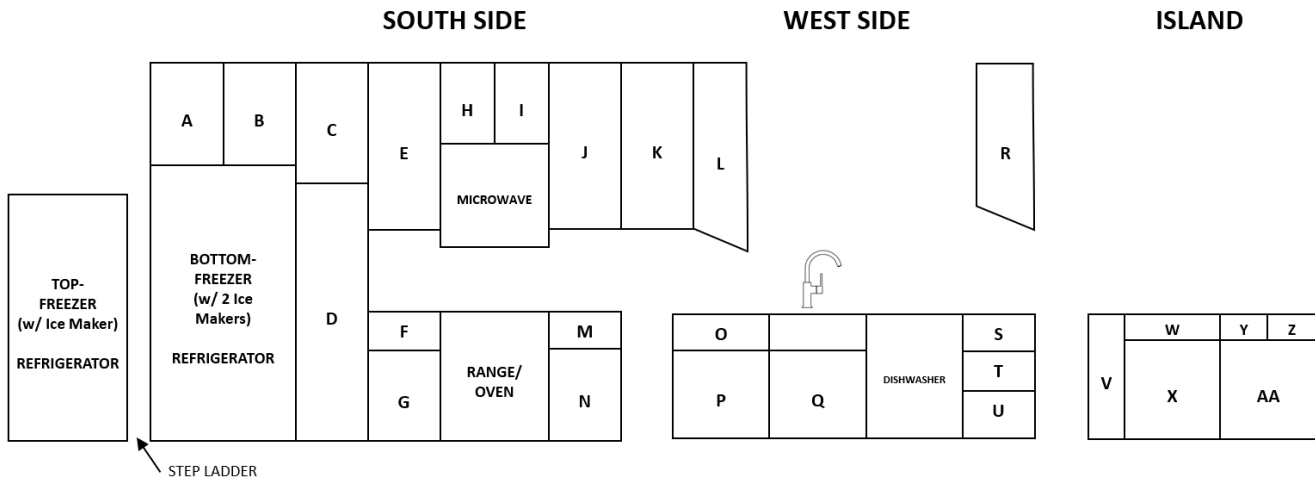 SOUTH SIDE
WEST SIDE
ISLAND
A
B
C
D
E
H
I
MICROWAVE
J
K
L
R
TOP-
FREEZER
(w/ Ice Maker)
REFRIGERATOR
BOTTOM-
FREEZER
(w/ 2 Ice
Makers)
REFRIGERATOR
F
G
RANGE/
OVEN
M
N
O
P
Q
DISHWASHER
S
T
U
V
W
X
Y
Z
AA
STEP LADDER